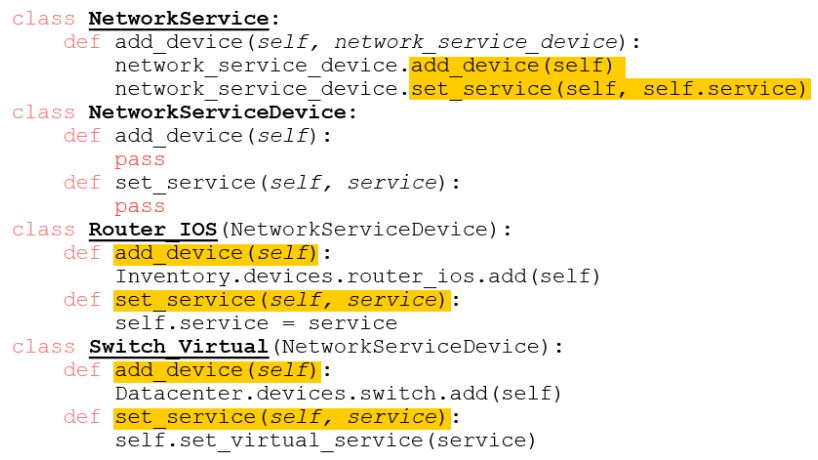 class NetworkService:
    def add_device(self, network_service_device):
        network_service_device.add_device(self)
        network_service_device.set_service(self, self.service)
class NetworkServiceDevice:
    def add_device(self):
        pass
    def set_service(self, service):
        pass
class Router_IOS(NetworkServiceDevice):
    def add_device(self):
        Inventory.devices.router_ios.add(self)
    def set_service(self, service):
        self.service = service
class Switch_Virtual(NetworkServiceDevice):
    def add_device(self):
        Datacenter.devices.switch.add(self)
    def set_service(self, service):
        self.set_virtual_service(service)